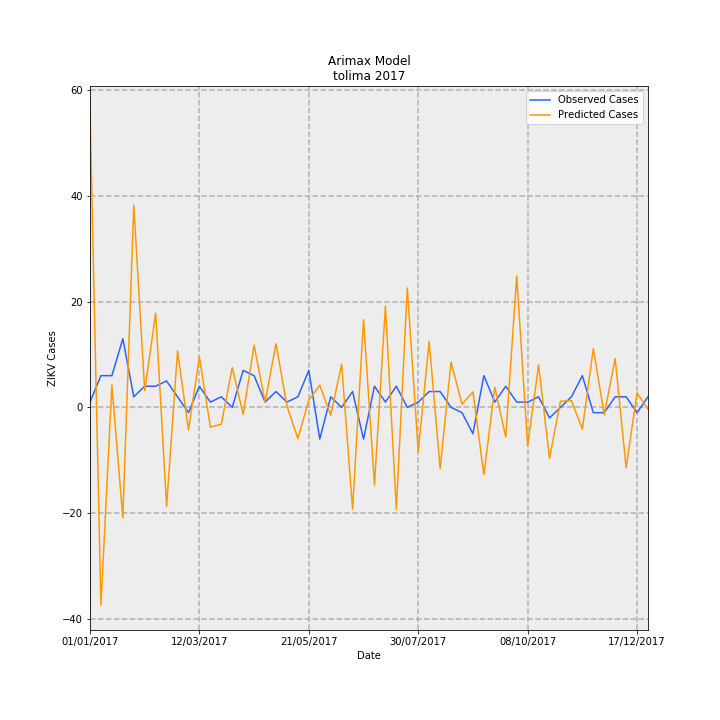 Arimax Model
tolima 2017
Observed Cases
Predicted Cases
ZIKV Cases
60
40
20
0
−20
−40
01/01/2017
12/03/2017
21/05/2017
30/07/2017
08/10/2017
17/12/2017
Date